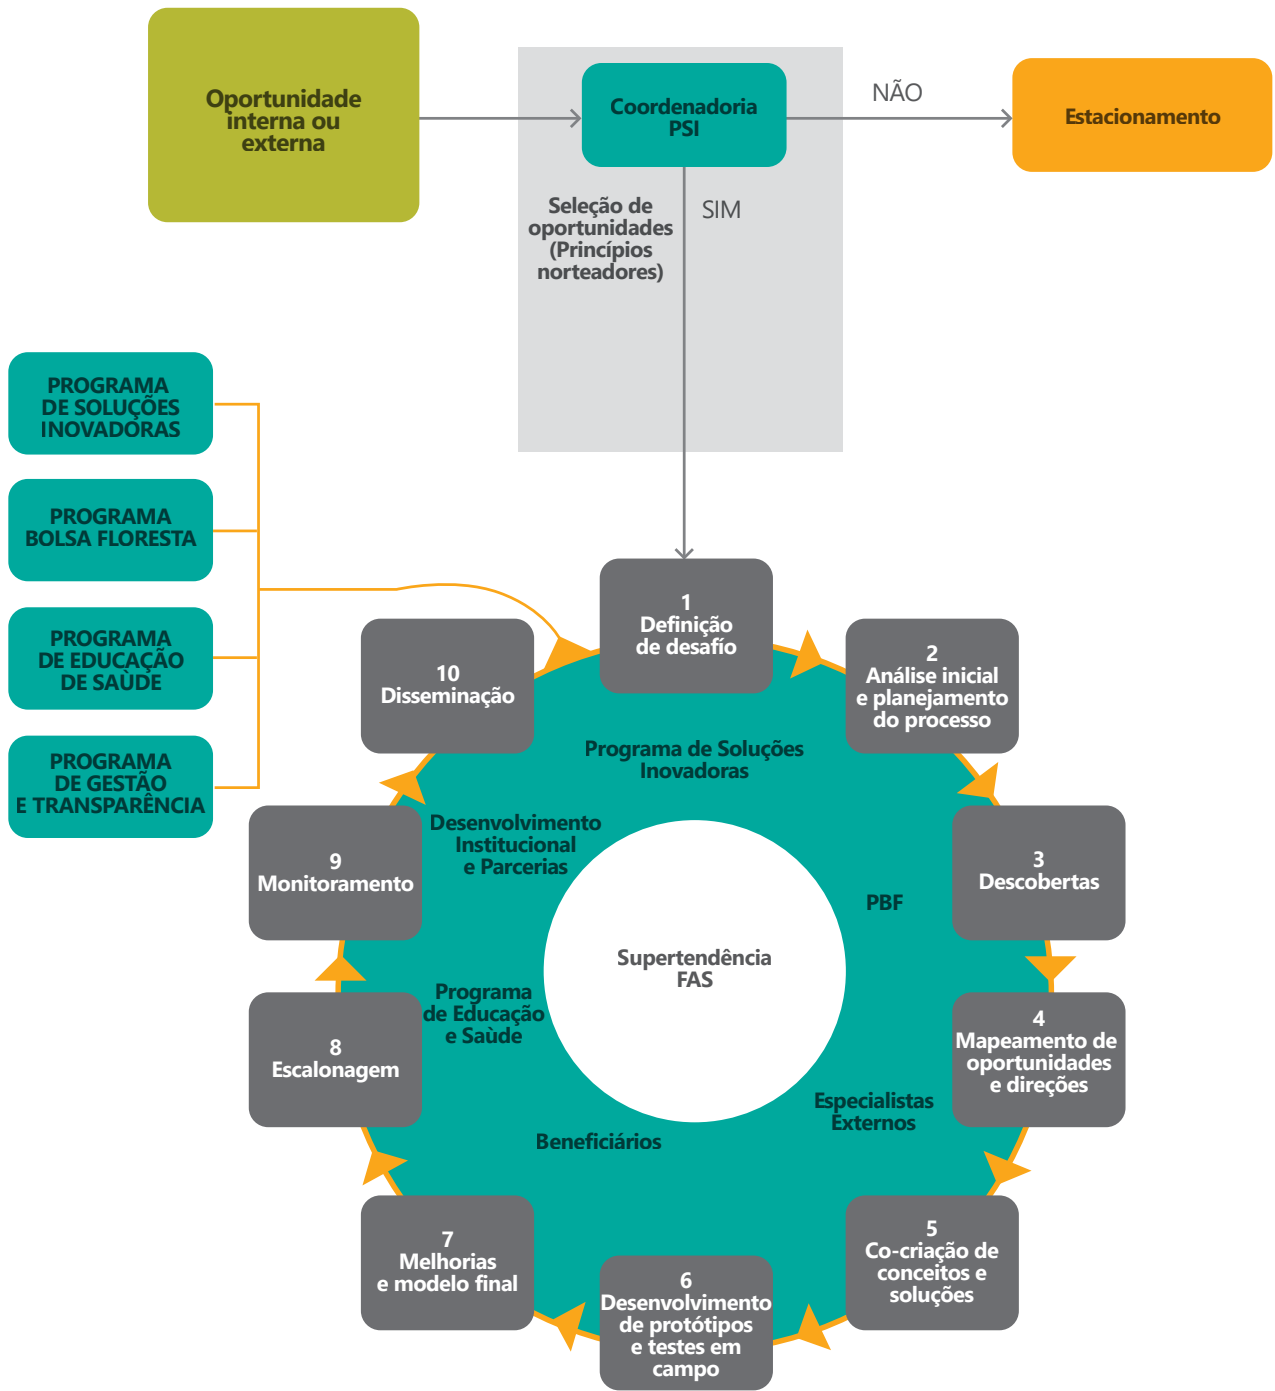 Oportunidade
interna ou
externa
Coordenadoria
PSI
NÃO
Estacionamento
Seleção de
oportunidades
(Princípios
norteadores)
SIM
PROGRAMA
DE SOLUÇÕES
INOVADORAS
PROGRAMA
BOLSA FLORESTA
PROGRAMA
DE EDUCAÇÃO
DE SAÙDE
PROGRAMA
DE GESTÃO
E TRANSPARÊNCIA
1
Definição
de desafío
2
Análise inicial
e planejamento
do processo
3
Descobertas
4
Mapeamento de
oportunidades
e direções
5
Co-criação de
conceitos e
soluções
6
Desenvolvimento
de protótipos
e testes em
campo
7
Melhorias
e modelo final
8
Escalonagem
9
Monitoramento
10
Disseminação
Programa de Soluções
Inovadoras
PBF
Especialistas
Externos
Beneficiários
Programa
de Educação
e Saùde
Desenvolvimento
Institucional
e Parcerias
Supertendência
FAS